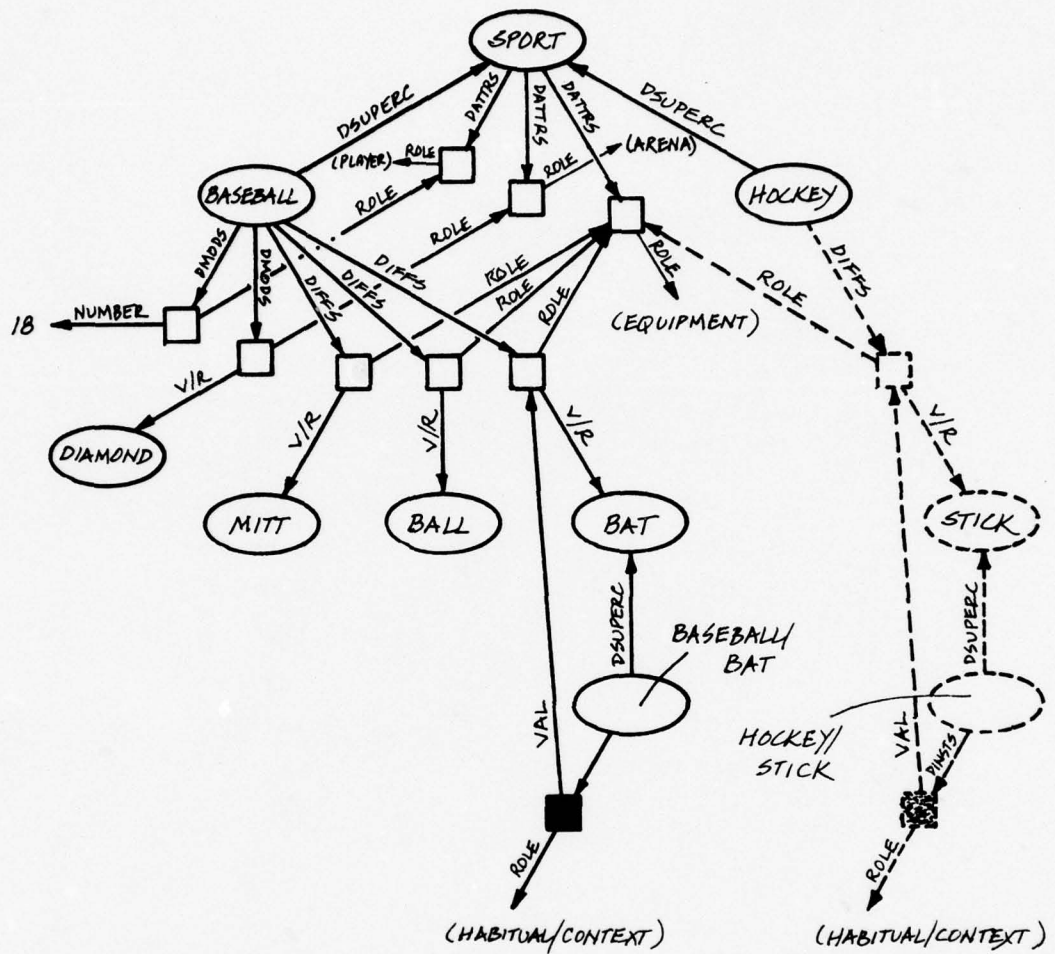 SPORT
DSUPERC
DATTRS
DATTRS
DATTRS
DSUPERC
(PLAYER)
ROLE
ROLE
(ARENA)
BASEBALL
ROLE
ROLE
HOCKEY
DMODS
DMODS
DIFFS
DIFFS
DIFFS
ROLE
ROLE
ROLE
ROLE
ROLE
DIFFS
18
NUMBER
(EQUIPMENT)
V/R
V/R
V/R
V/R
V/R
DIAMOND
MITT
BALL
BAT
STICK
DSUPERC
DSUPERC
BASEBALL/
BAT
VAL
VAL
HOCKEY/
STICK
DINSTS
ROLE
ROLE
(HABITUAL/CONTEXT)
(HABITUAL/CONTEXT)